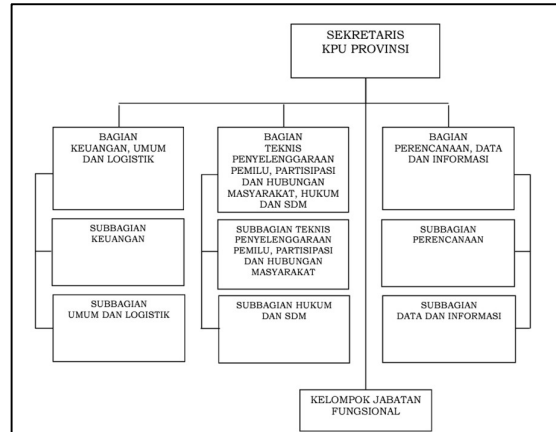 SEKRETARIS
KPU PROVINSI
BAGIAN
KEUANGAN, UMUM
DAN LOGISTIK
BAGIAN
TEKNIS
PENYELENGGARAAN
PEMILU, PARTISIPASI
DAN HUBUNGAN
MASYARAKAT, HUKUM
DAN SDM
BAGIAN
PERENCANAAN, DATA
DAN INFORMASI
SUBBAGIAN
KEUANGAN
SUBBAGIAN TEKNIS
PENYELENGGARAAN
PEMILU, PARTISIPASI
DAN HUBUNGAN
MASYARAKAT
SUBBAGIAN
PERENCANAAN
SUBBAGIAN
UMUM DAN LOGISTIK
SUBBAGIAN HUKUM
DAN SDM
SUBBAGIAN
DATA DAN INFORMASI
KELOMPOK JABATAN
FUNGSIONAL